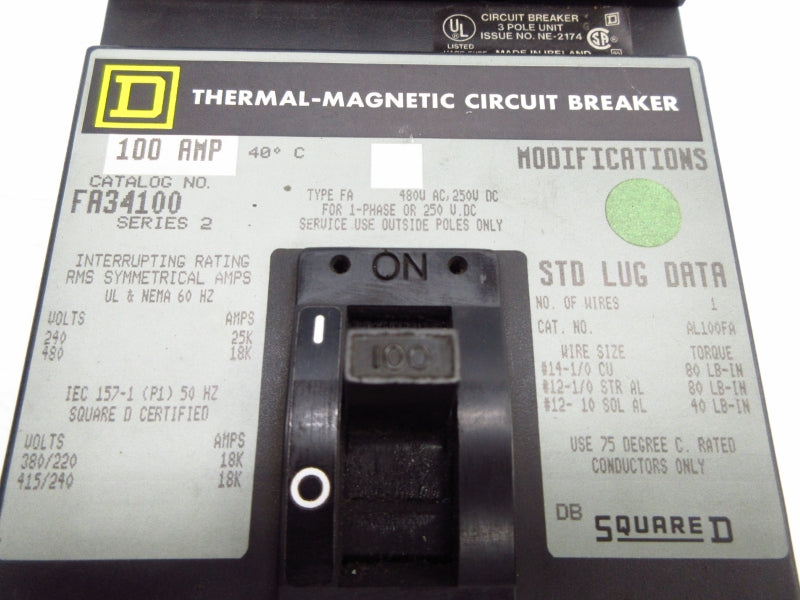 UL
LISTED
CIRCUIT BREAKER
3 POLE UNIT
ISSUE NO. NE-2174
MADE IN IRELAND
SA
D
THERMAL-MAGNETIC CIRCUIT BREAKER
100 AMP 40° C
CATALOG NO.
FA34100
SERIES 2
TYPE FA 480V AC, 250V DC
FOR 1-PHASE OR 250 V.DC
SERVICE USE OUTSIDE POLES ONLY
MODIFICATIONS
INTERRUPTING RATING
RMS SYMMETRICAL AMPS
UL & NEMA 60 HZ
VOLTS AMPS
240 25K
480 18K
IEC 157-1 (P1) 50 HZ
SQUARE D CERTIFIED
VOLTS AMPS
380/220 18K
415/240 18K
ON
I
100
O
STD LUG DATA
NO. OF WIRES 1
CAT. NO. AL100FA
WIRE SIZE TORQUE
#14-1/0 CU 80 LB-IN
#12-1/0 STR AL 80 LB-IN
#12- 10 SOL AL 40 LB-IN
USE 75 DEGREE C. RATED
CONDUCTORS ONLY
DB SQUARE D